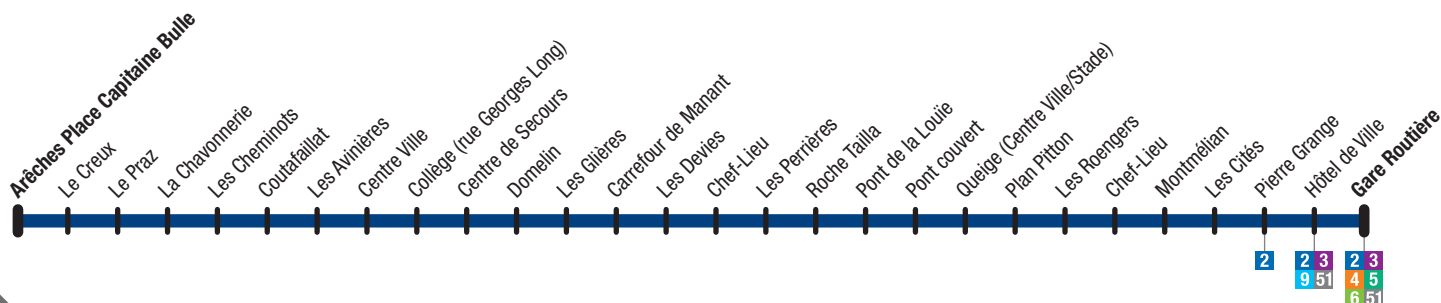 Arêches Place Capitaine Bulle
Le Creux
Le Praz
La Chavonnerie
Les Cheminots
Coutafaillat
Les Avinières
Centre Ville
Collège (rue Georges Long)
Centre de Secours
Domelin
Les Glières
Carrefour de Manant
Les Devies
Chef-Lieu
Les Perrières
Roche Tailla
Pont de la Louïe
Pont couvert
Queige (Centre Ville/Stade)
Plan Pitton
Les Roengers
Chef-Lieu
Montmélian
Les Cités
Pierre Grange
Hôtel de Ville
Gare Routière
2
2 3
9 51
2 3
4 5
6 51